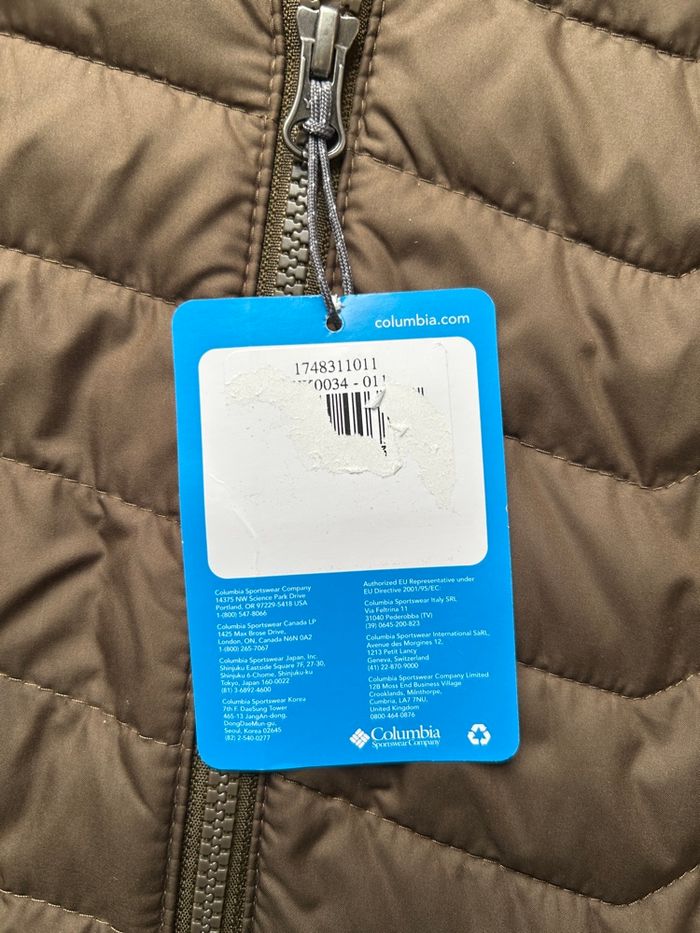 columbia.com
1748311011
0034 - 011
Columbia Sportswear Company
14375 NW Science Park Drive
Portland, OR 97229-5418 USA
1-(800) 547-8066
Columbia Sportswear Canada LP
1425 Max Brose Drive,
London, ON, Canada N6N 0A2
1-(800) 265-7067
Columbia Sportswear Japan, Inc.
Shinjuku Eastside Square 7F, 27-30,
Shinjuku 6-Chome, Shinjuku-ku
Tokyo, Japan 160-0022
(81) 3-6892-4600
Columbia Sportswear Korea
7th F. DaeSung Tower
465-13 JangAn-dong,
DongDaeMun-gu,
Seoul, Korea 02645
(82) 2-540-0277
Authorized EU Representative under
EU Directive 2001/95/EC:
Columbia Sportswear Italy SRL
Via Feltrina 11
31040 Pederobba (TV)
(39) 0645-200-823
Columbia Sportswear International SàRL,
Avenue des Morgines 12,
1213 Petit Lancy
Geneva, Switzerland
(41) 22-870-9000
Columbia Sportswear Company Limited
12B Moss End Business Village
Crooklands, Milnthorpe,
Cumbria, LA7 7NU,
United Kingdom
0800-464-0876
Columbia
Sportswear Company